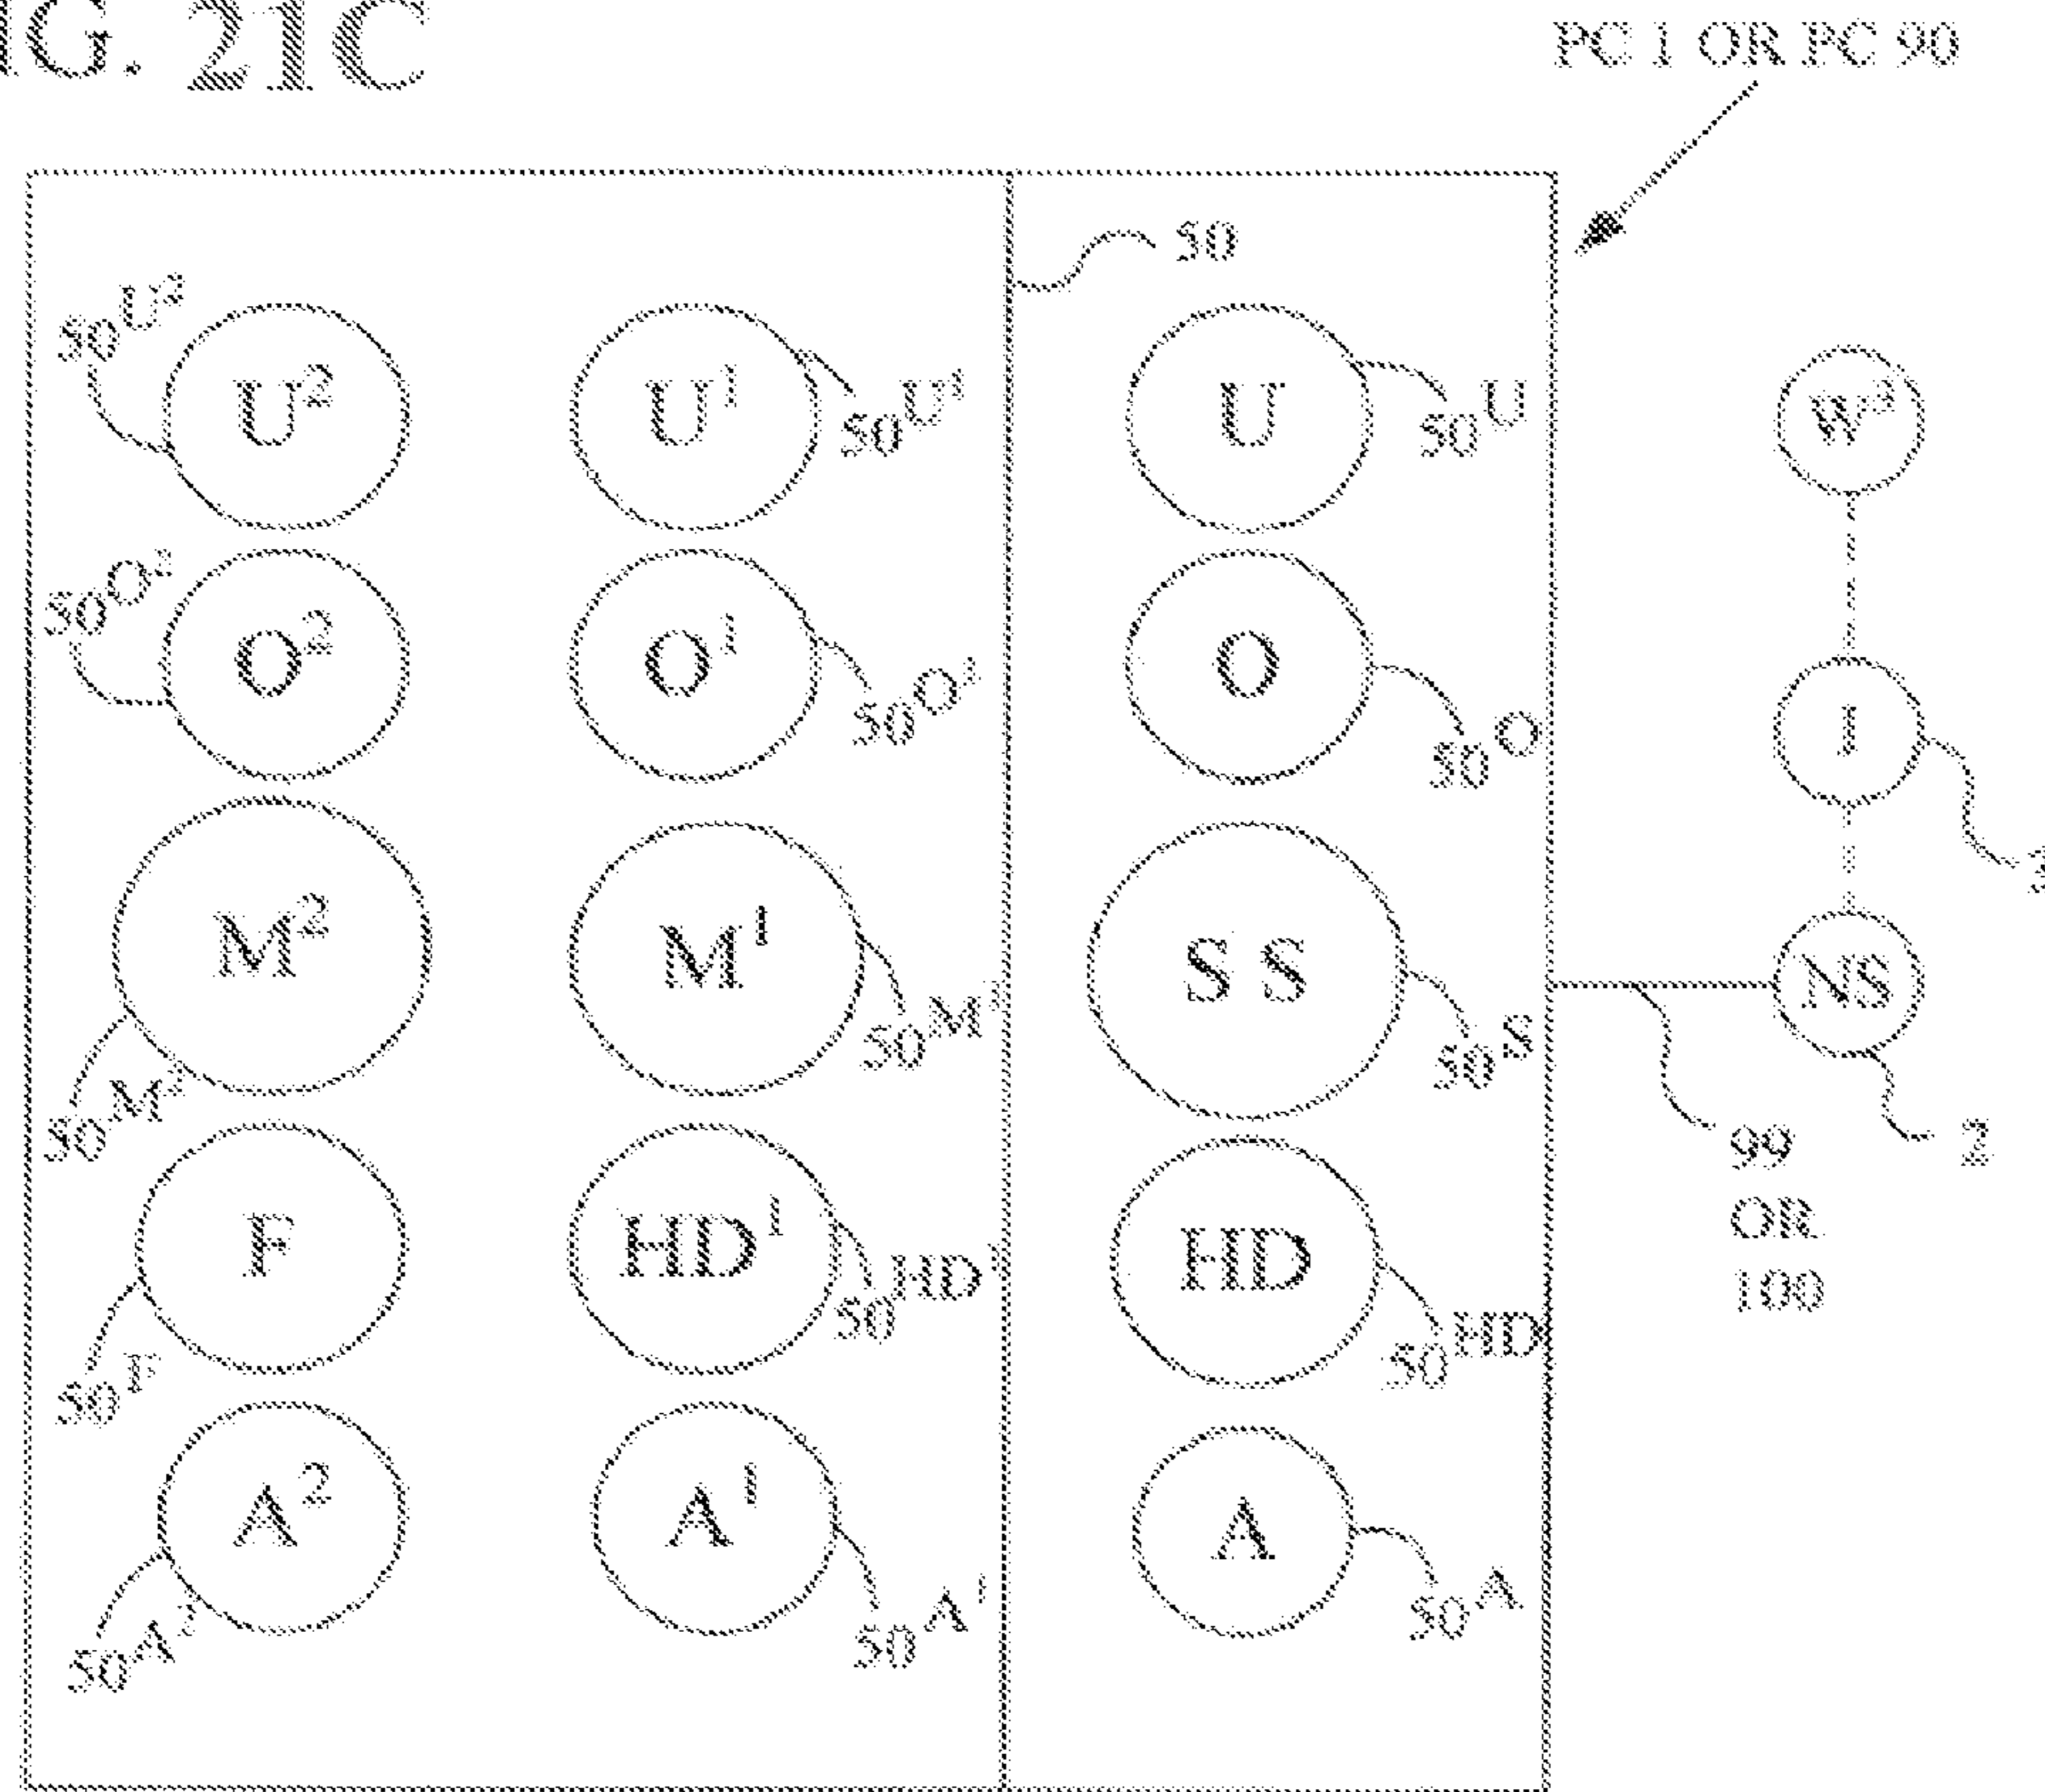 IG. 21C
PC 1 OR PC 90
50
50U²
U²
U¹
50U¹
U
50U
W³
50O²
O²
O¹
50O¹
O
50O
I
3
M²
M¹
SS
NS
50M²
50M¹
50S
99
OR
100
2
F
HD¹
HD
50F
50HD¹
50HD
A²
A¹
A
50A²
50A¹
50A